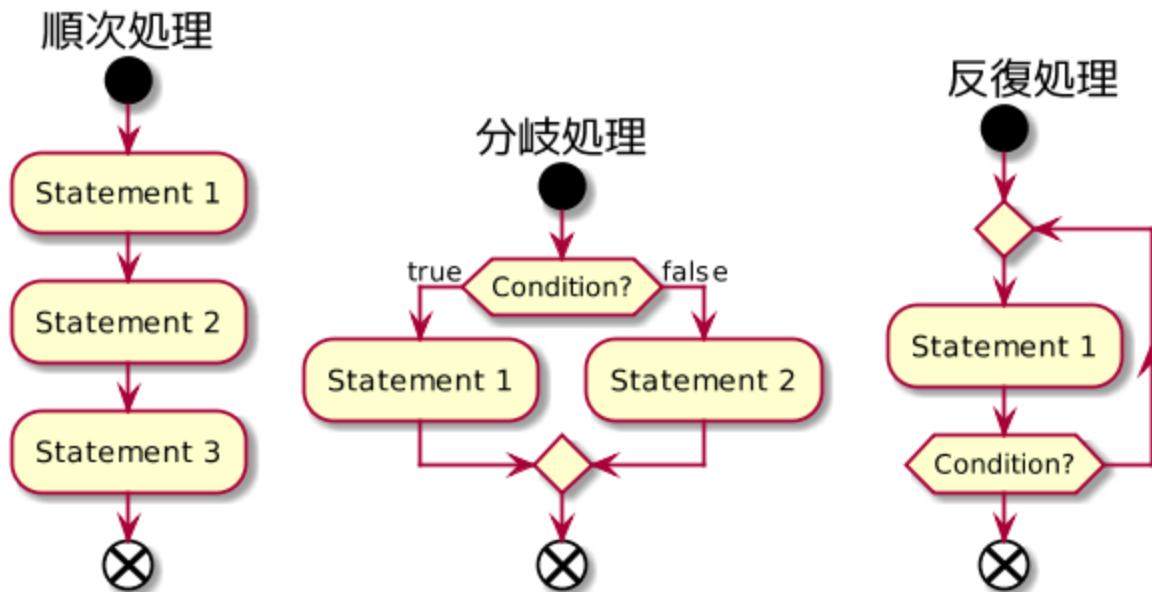 順次処理
Statement 1
Statement 2
Statement 3
分岐処理
true
Condition?
false
Statement 1
Statement 2
反復処理
Statement 1
Condition?